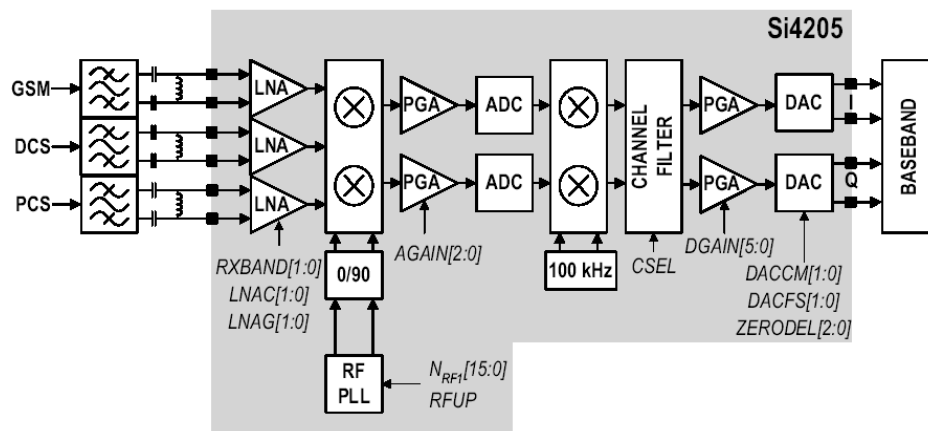 Si4205
GSM
DCS
PCS
LNA
LNA
LNA
PGA
PGA
ADC
ADC
CHANNEL
FILTER
PGA
PGA
DAC
DAC
I
Q
BASEBAND
RXBAND[1:0]
LNAC[1:0]
LNAG[1:0]
0/90
AGAIN[2:0]
100 kHz
CSEL
DGAIN[5:0]
DACCM[1:0]
DACFS[1:0]
ZERODEL[2:0]
RF
PLL
N_RF1[15:0]
RFUP